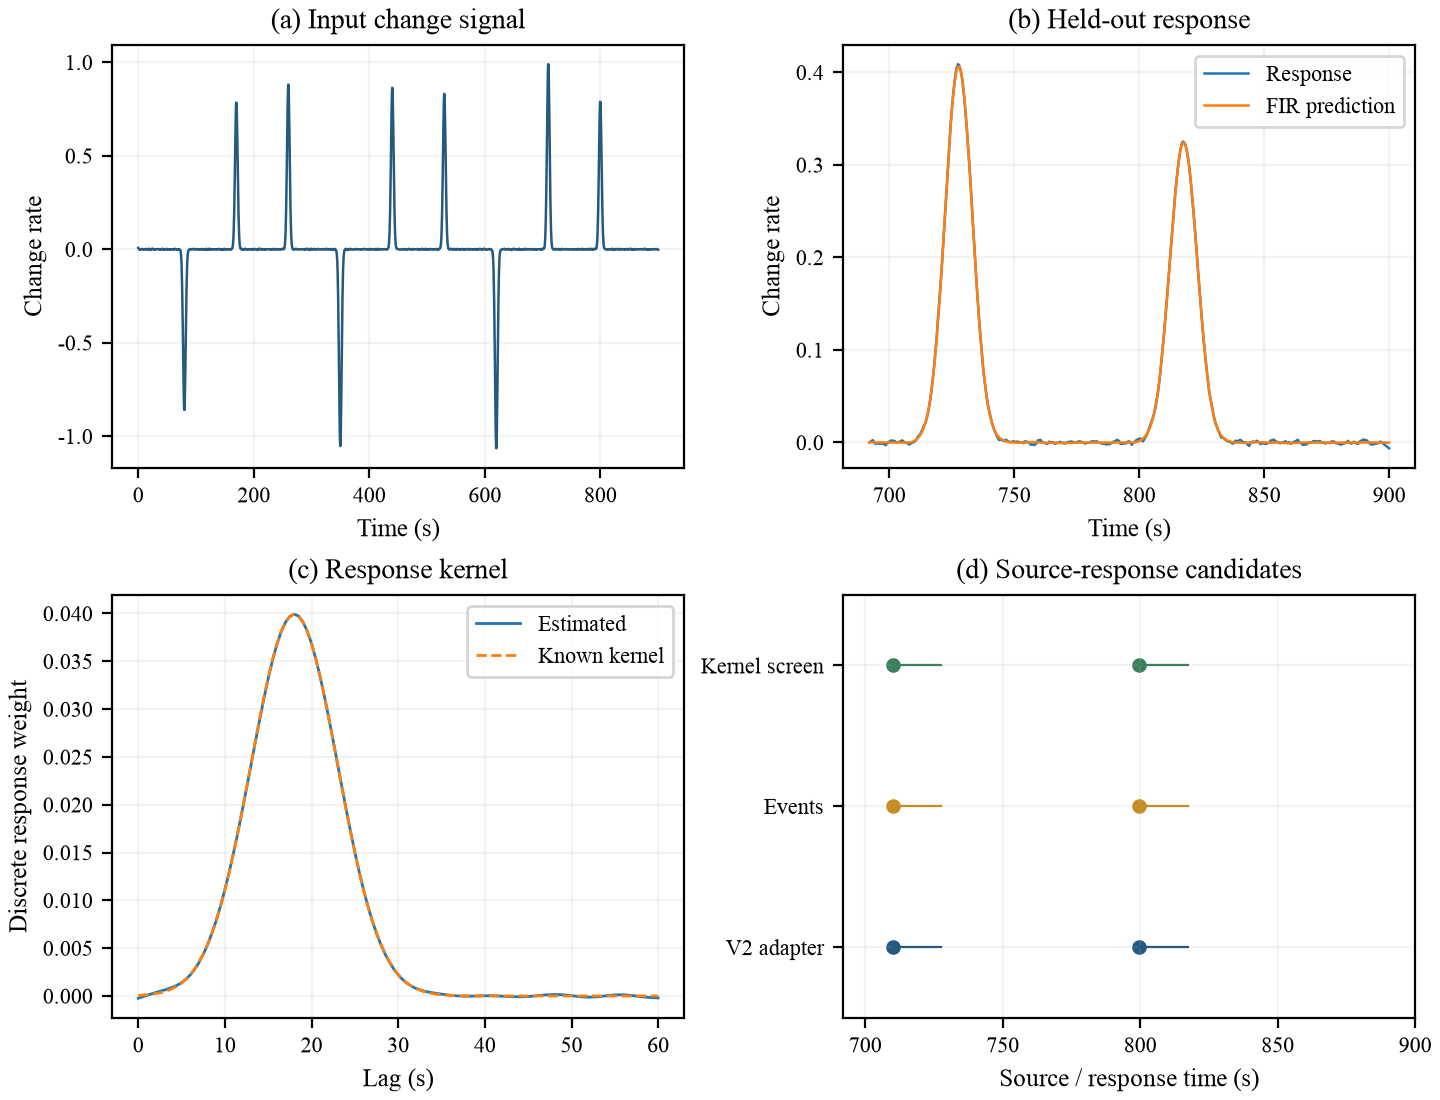 (a) Input change signal
1.0
0.5
0.0
-0.5
-1.0
Change rate
0 200 400 600 800
Time (s)
(b) Held-out response
Response
FIR prediction
0.4
0.3
0.2
0.1
0.0
Change rate
700 750 800 850 900
Time (s)
(c) Response kernel
Estimated
Known kernel
0.040
0.035
0.030
0.025
0.020
0.015
0.010
0.005
0.000
Discrete response weight
0 10 20 30 40 50 60
Lag (s)
(d) Source-response candidates
Kernel screen
Events
V2 adapter
700 750 800 850 900
Source / response time (s)